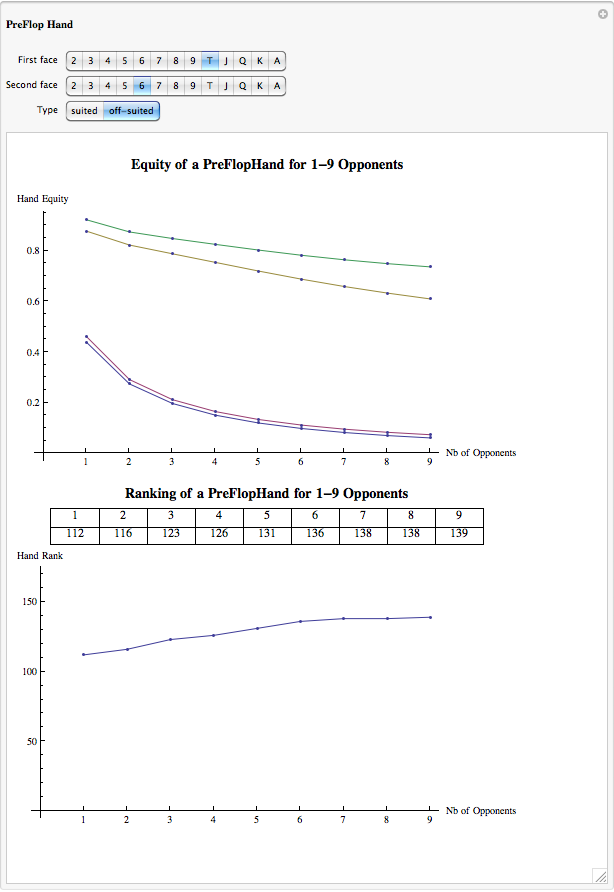 PreFlop Hand
First face 2 3 4 5 6 7 8 9 T J Q K A
Second face 2 3 4 5 6 7 8 9 T J Q K A
Type suited off-suited
Equity of a PreFlopHand for 1-9 Opponents
Hand Equity
0.8
0.6
0.4
0.2
Nb of Opponents
1 2 3 4 5 6 7 8 9
Ranking of a PreFlopHand for 1-9 Opponents
1 2 3 4 5 6 7 8 9
112 116 123 126 131 136 138 138 139
Hand Rank
150
100
50
Nb of Opponents
1 2 3 4 5 6 7 8 9